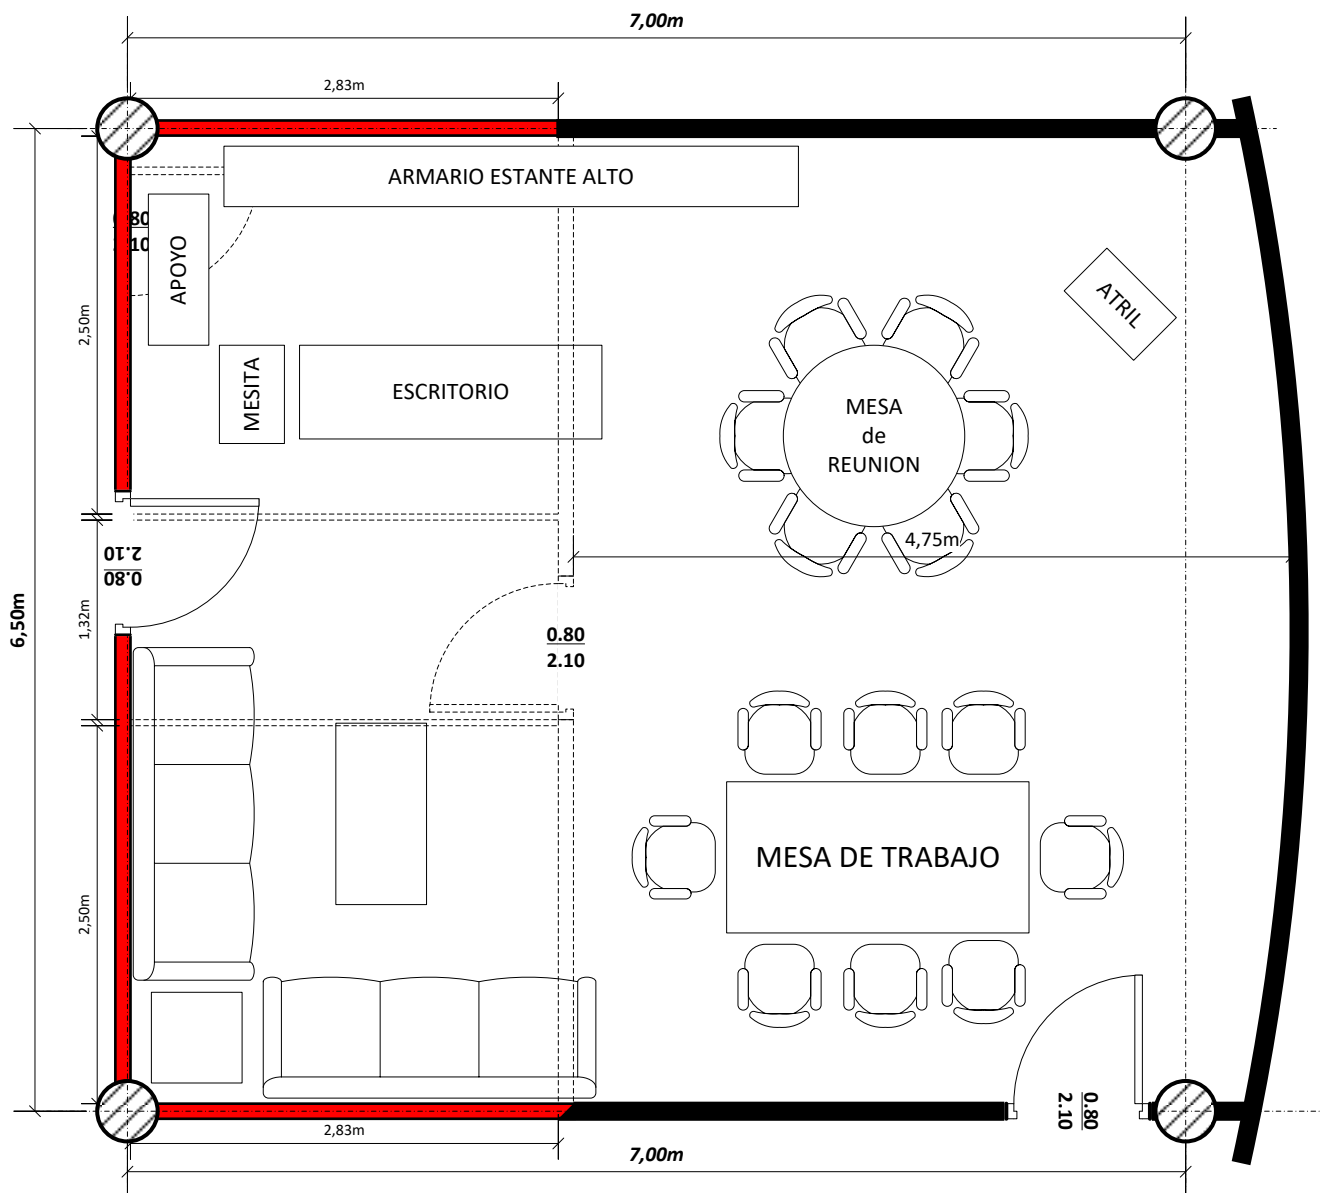 7,00m
2,83m
ARMARIO ESTANTE ALTO
APOYO
2,50m
ATRIL
MESITA
ESCRITORIO
MESA
de
REUNION
4,75m
0.80
2.10
1,32m
6,50m
0.80
2.10
MESA DE TRABAJO
2,50m
0.80
2.10
2,83m
7,00m